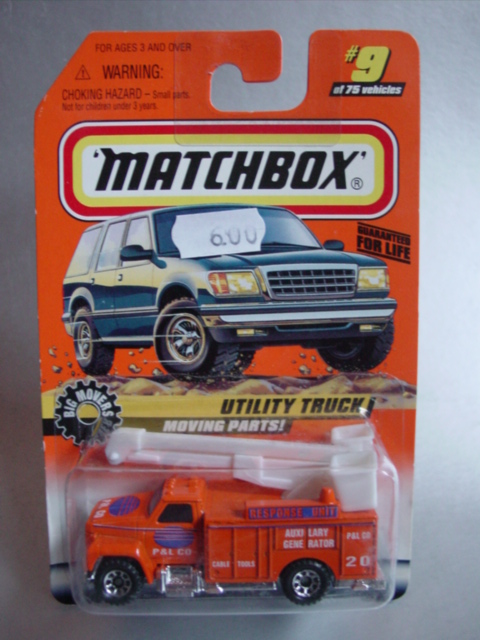 FOR AGES 3 AND OVER
WARNING:
CHOKING HAZARD – Small parts.
Not for children under 3 years.
#9
of 75 vehicles
MATCHBOX®
6.00
GUARANTEED
FOR LIFE
BIG MOVERS
UTILITY TRUCK
MOVING PARTS!
RESPONSE UNIT
AUXILARY
GENERATOR
P&L CO
20
P&L CO
CABLE TOOLS